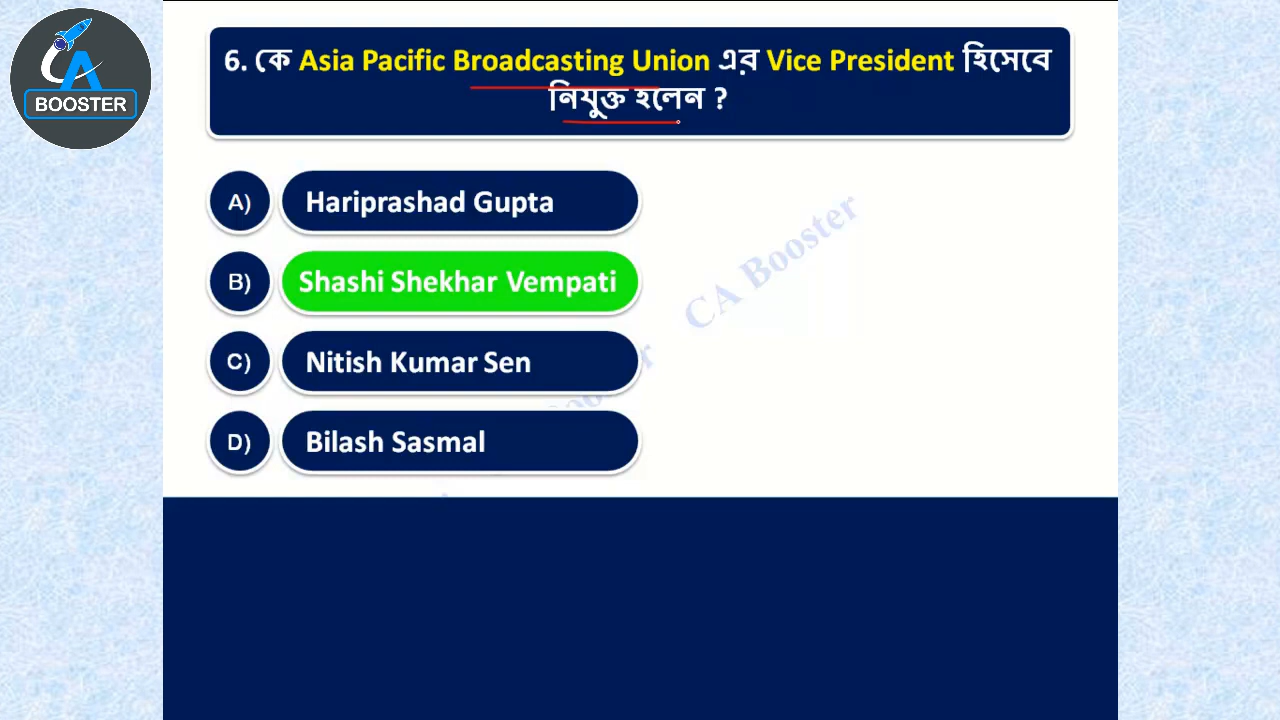 CA
BOOSTER
6. কে Asia Pacific Broadcasting Union এর Vice President হিসেবে
নিযুক্ত হলেন ?
A) Hariprashad Gupta
B) Shashi Shekhar Vempati
C) Nitish Kumar Sen
D) Bilash Sasmal
CA Booster